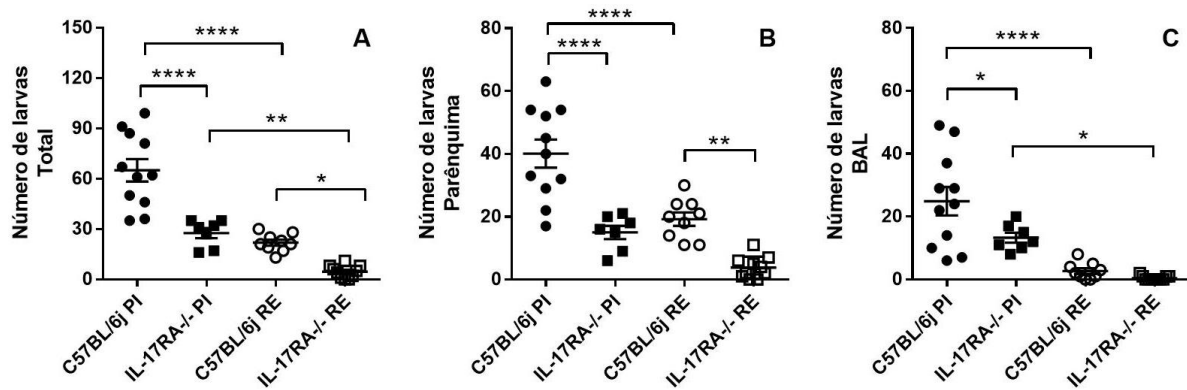 A
Número de larvas
Total
150
120
90
60
30
0
****
****
**
*
C57BL/6j PI
IL-17RA-/- PI
C57BL/6j RE
IL-17RA-/- RE
B
Número de larvas
Parênquima
80
60
40
20
0
****
****
**
C57BL/6j PI
IL-17RA-/- PI
C57BL/6j RE
IL-17RA-/- RE
C
Número de larvas
BAL
80
60
40
20
0
****
*
*
C57BL/6j PI
IL-17RA-/- PI
C57BL/6j RE
IL-17RA-/- RE